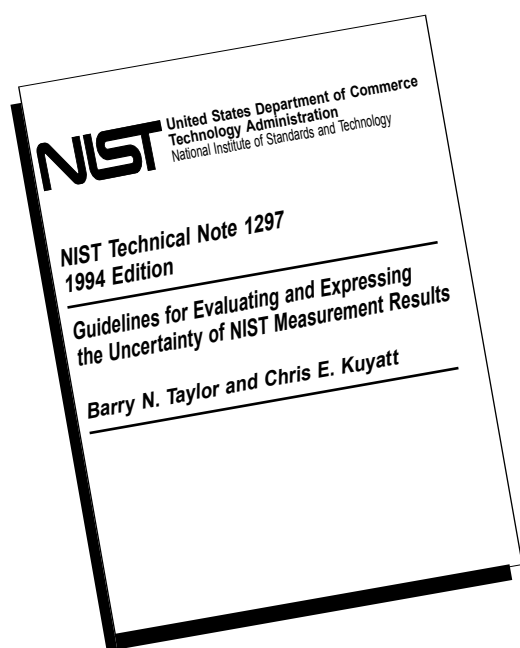 NIST
United States Department of Commerce
Technology Administration
National Institute of Standards and Technology
NIST Technical Note 1297
1994 Edition
Guidelines for Evaluating and Expressing
the Uncertainty of NIST Measurement Results
Barry N. Taylor and Chris E. Kuyatt